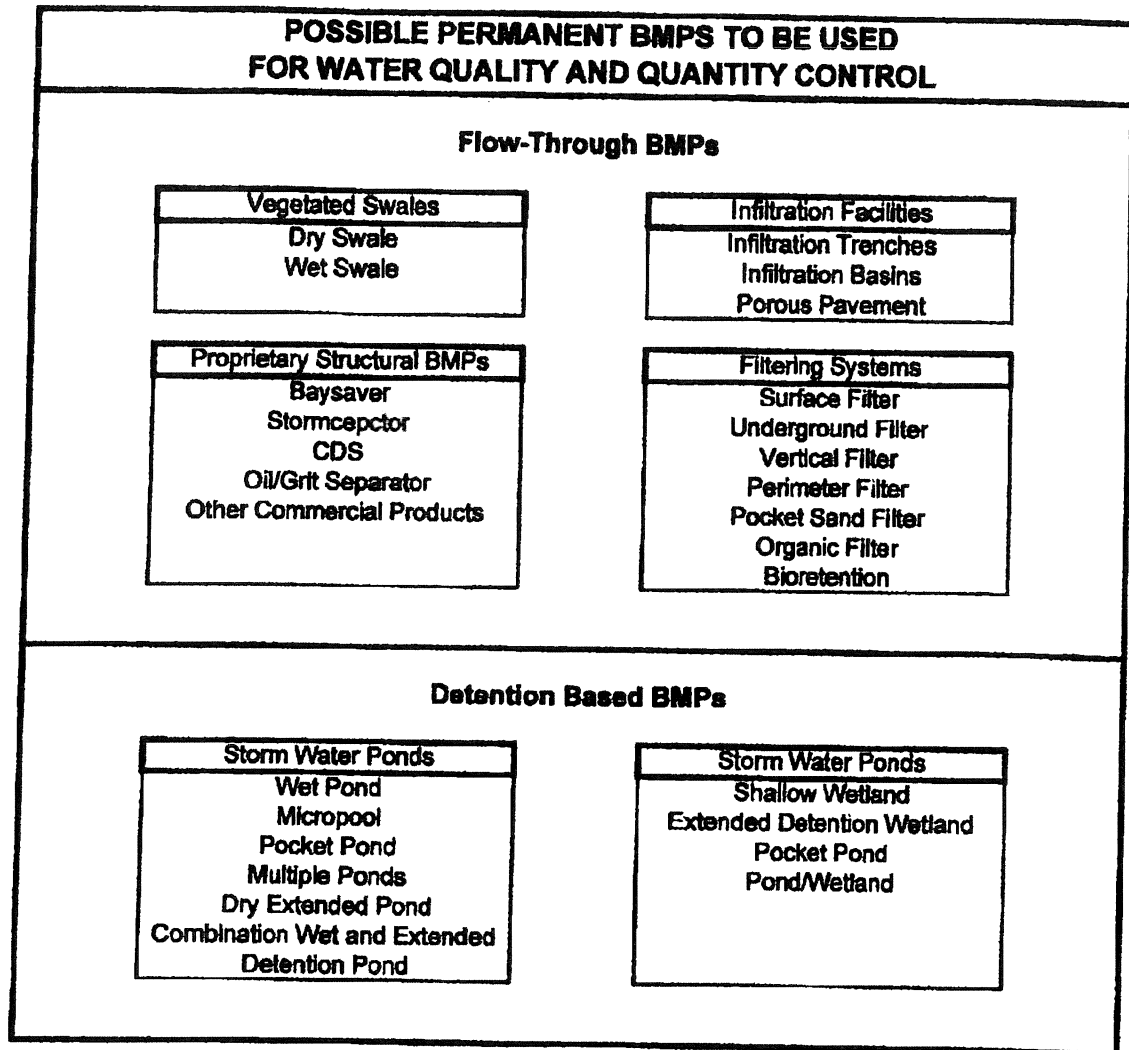 POSSIBLE PERMANENT BMPS TO BE USED
FOR WATER QUALITY AND QUANTITY CONTROL
Flow-Through BMPs
Vegetated Swales
Dry Swale
Wet Swale
Infiltration Facilities
Infiltration Trenches
Infiltration Basins
Porous Pavement
Proprietary Structural BMPs
Baysaver
Stormcepctor
CDS
Oil/Grit Separator
Other Commercial Products
Filtering Systems
Surface Filter
Underground Filter
Vertical Filter
Perimeter Filter
Pocket Sand Filter
Organic Filter
Bioretention
Detention Based BMPs
Storm Water Ponds
Wet Pond
Micropool
Pocket Pond
Multiple Ponds
Dry Extended Pond
Combination Wet and Extended
Detention Pond
Storm Water Ponds
Shallow Wetland
Extended Detention Wetland
Pocket Pond
Pond/Wetland